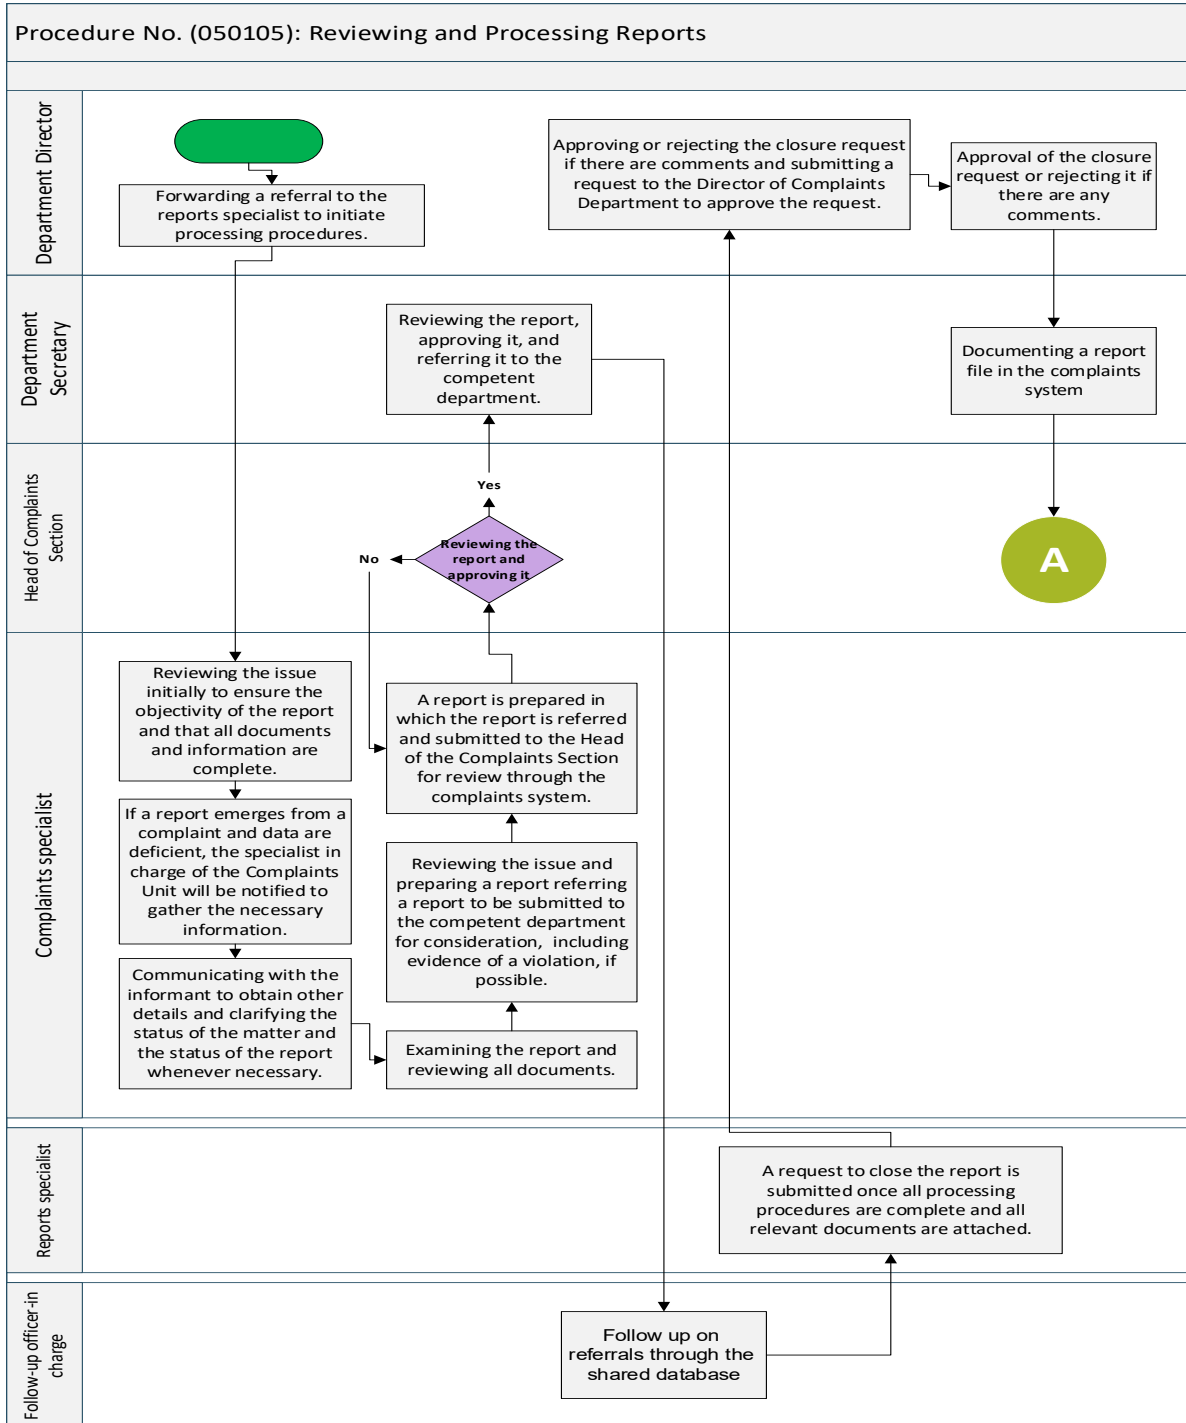 Procedure No. (050105): Reviewing and Processing Reports
Department Director
Forwarding a referral to the
reports specialist to initiate
processing procedures.
Approving or rejecting the closure request
if there are comments and submitting a
request to the Director of Complaints
Department to approve the request.
Approval of the closure
request or rejecting it if
there are any
comments.
Department
Secretary
Reviewing the report,
approving it, and
referring it to the
competent
department.
Documenting a report
file in the complaints
system
Head of Complaints
Section
Yes
No
Reviewing the
report and
approving it
A
Complaints specialist
Reviewing the issue
initially to ensure the
objectivity of the report
and that all documents
and information are
complete.
If a report emerges from a
complaint and data are
deficient, the specialist in
charge of the Complaints
Unit will be notified to
gather the necessary
information.
Communicating with the
informant to obtain other
details and clarifying the
status of the matter and
the status of the report
whenever necessary.
A report is prepared in
which the report is referred
and submitted to the Head
of the Complaints Section
for review through the
complaints system.
Reviewing the issue and
preparing a report referring
a report to be submitted to
the competent department
for consideration, including
evidence of a violation, if
possible.
Examining the report and
reviewing all documents.
Reports specialist
A request to close the report is
submitted once all processing
procedures are complete and all
relevant documents are attached.
Follow-up officer-in
charge
Follow up on
referrals through the
shared database